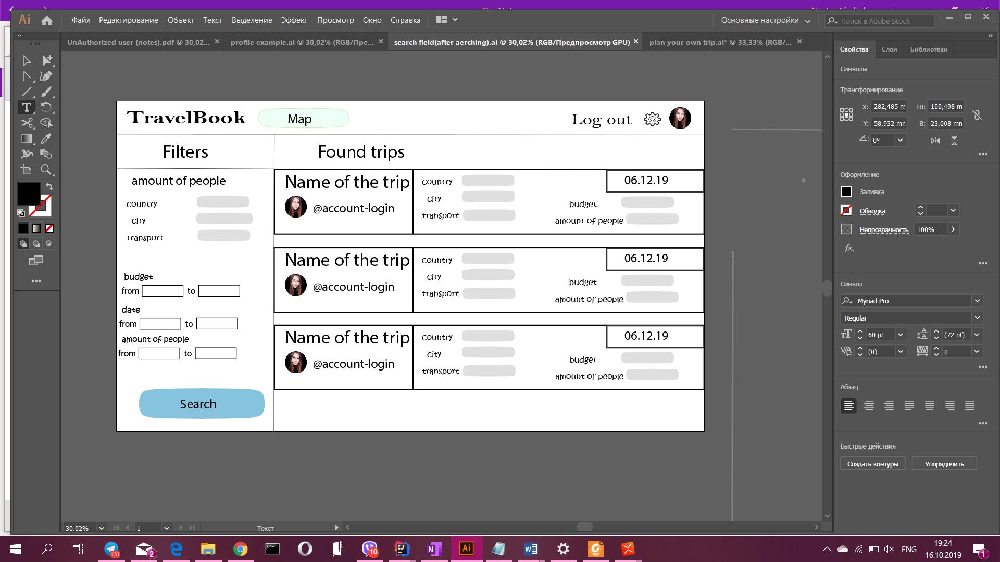 Ai Файл Редактирование Объект Текст Выделение Эффект Просмотр Окно Справка Основные настройки Поиск в Adobe Stock
UnAuthorized user (notes).pdf @ 30,02... × profile example.ai @ 30,02% (RGB/Пре... × search field(after aerching).ai @ 30,02% (RGB/Предпросмотр GPU) × plan your own trip.ai* @ 33,33% (RGB/... ×
TravelBook Map Log out
Filters Found trips
amount of people
country
City
transport
budget
from to
date
from to
amount of people
from to
Search
Name of the trip
@account-login
country
City
transport
06.12.19
budget
amount of people
Name of the trip
@account-login
country
City
transport
06.12.19
budget
amount of people
Name of the trip
@account-login
country
City
transport
06.12.19
budget
amount of people
Свойства Слои Библиотеки
Символы
Трансформирование
X: 282,485 m Ш: 100,498 m
Y: 58,932 mn В: 23,008 mn
0°
Оформление
Заливка
Обводка
Непрозрачность 100%
fx.
Символ
Myriad Pro
Regular
60 pt (72 pt)
(0) 0
Абзац
Быстрые действия
Создать контуры Упорядочить
30,02% 1 Текст
131 2 10 Ai ENG 19:24
16.10.2019 1